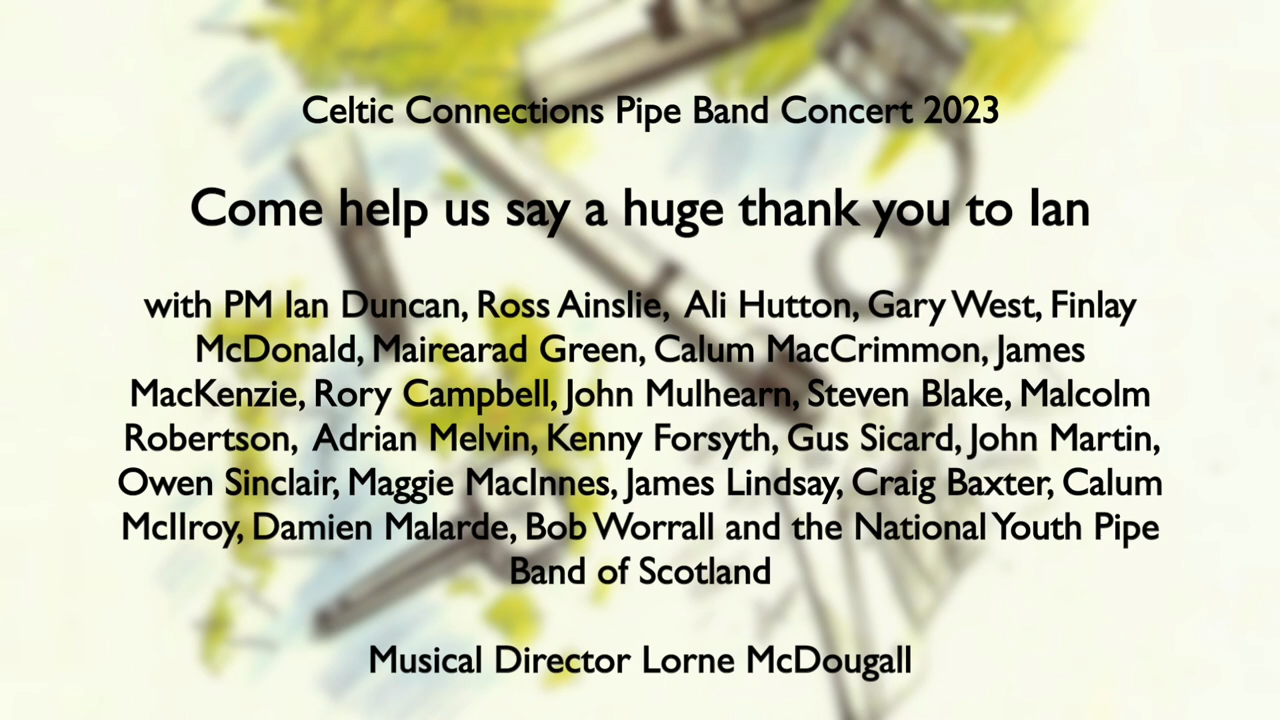 Celtic Connections Pipe Band Concert 2023
Come help us say a huge thank you to Ian
with PM Ian Duncan, Ross Ainslie, Ali Hutton, Gary West, Finlay
McDonald, Mairearad Green, Calum MacCrimmon, James
MacKenzie, Rory Campbell, John Mulhearn, Steven Blake, Malcolm
Robertson, Adrian Melvin, Kenny Forsyth, Gus Sicard, John Martin,
Owen Sinclair, Maggie MacInnes, James Lindsay, Craig Baxter, Calum
McIlroy, Damien Malarde, Bob Worrall and the National Youth Pipe
Band of Scotland
Musical Director Lorne McDougall